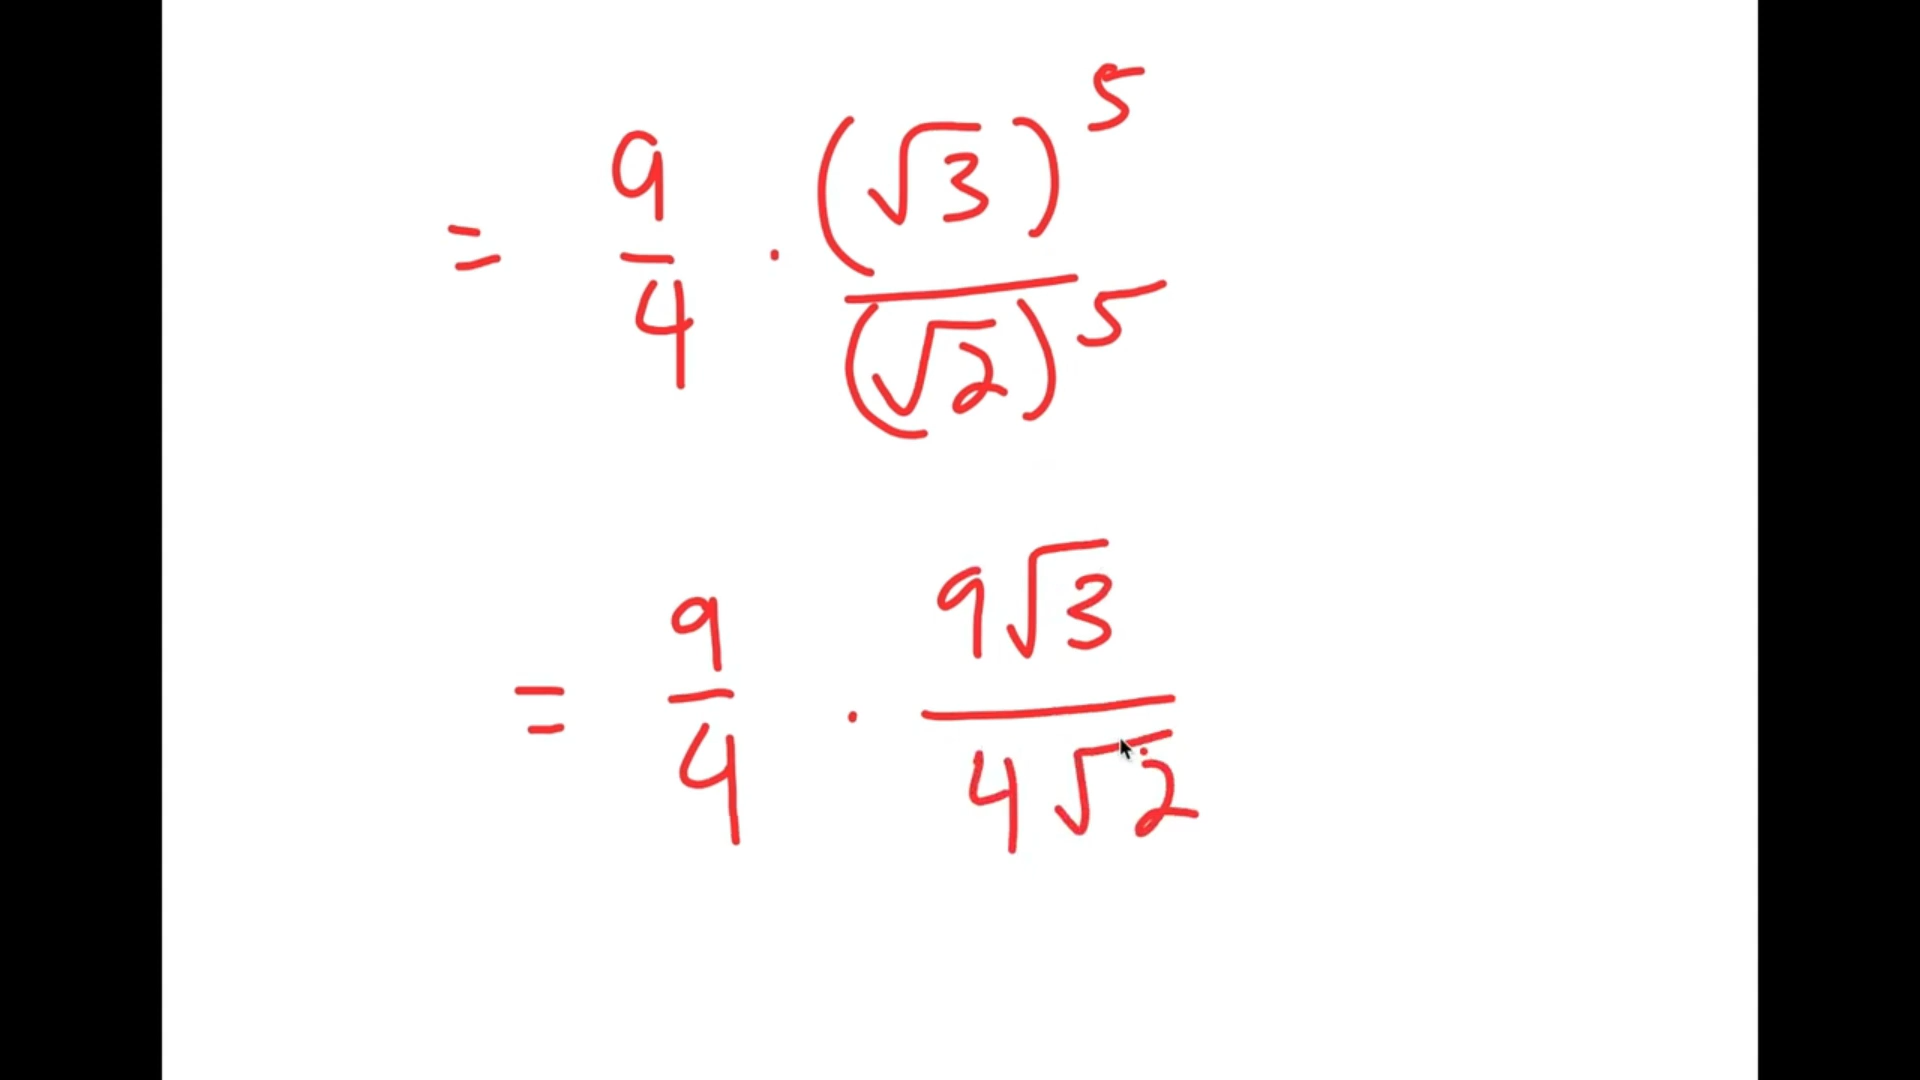 = 9/4 · (√3)^5/(√2)^5
= 9/4 · 9√3/4√2